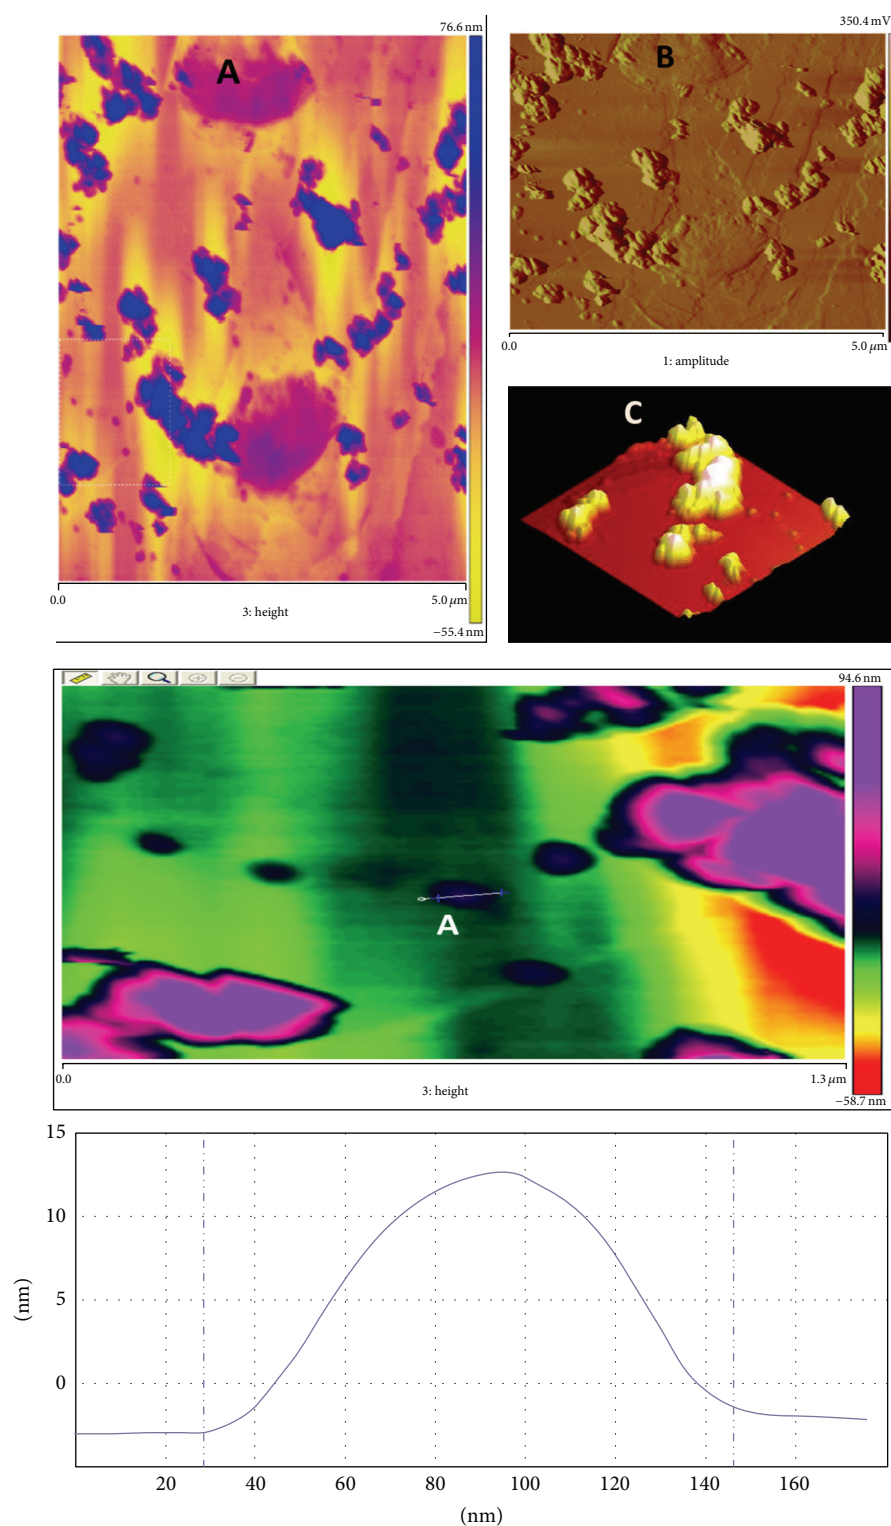 76.6 nm
A
0.0
5.0 μm
3: height
−55.4 nm
350.4 mV
B
0.0
5.0 μm
1: amplitude
C
94.6 nm
A
0.0
1.3 μm
3: height
−58.7 nm
15
10
5
0
(nm)
20 40 60 80 100 120 140 160
(nm)